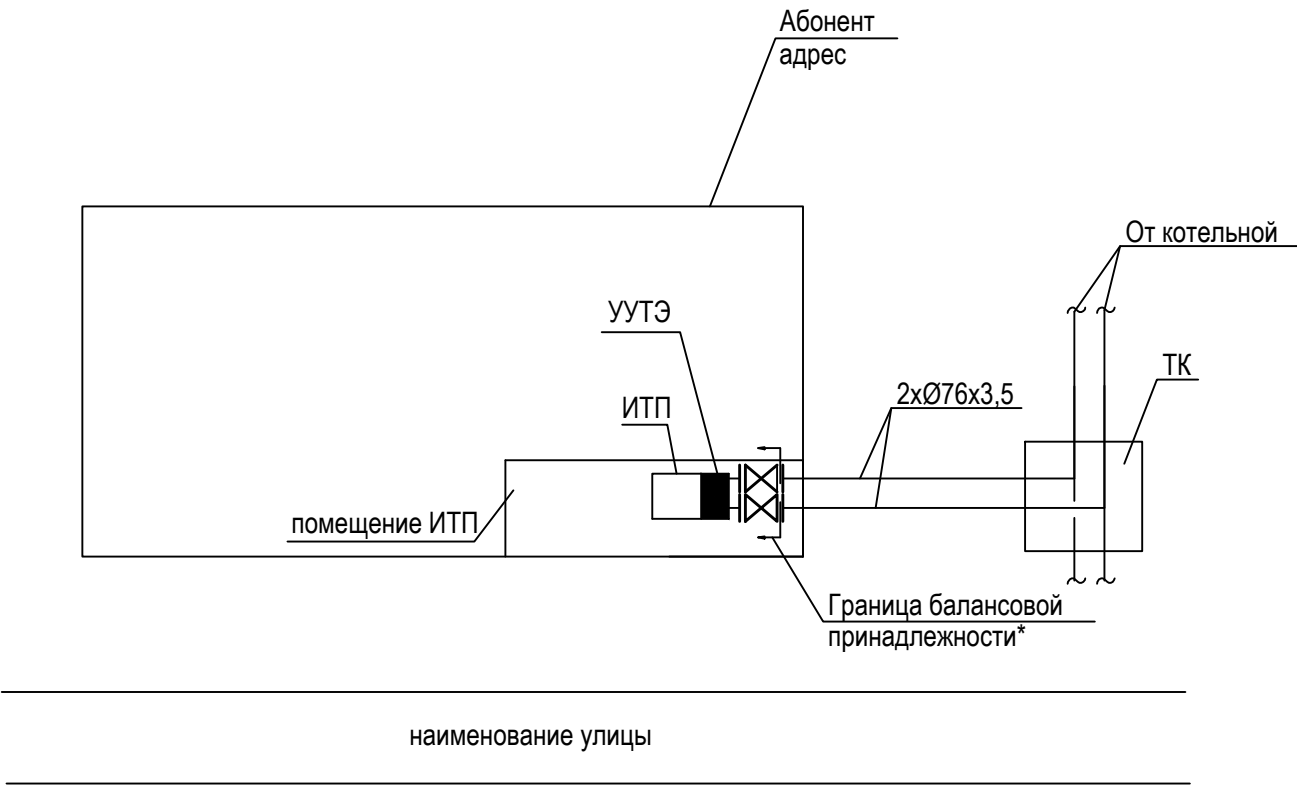 Абонент
адрес
От котельной
УУТЭ
ТК
2хØ76х3,5
ИТП
помещение ИТП
Граница балансовой
принадлежности*
наименование улицы